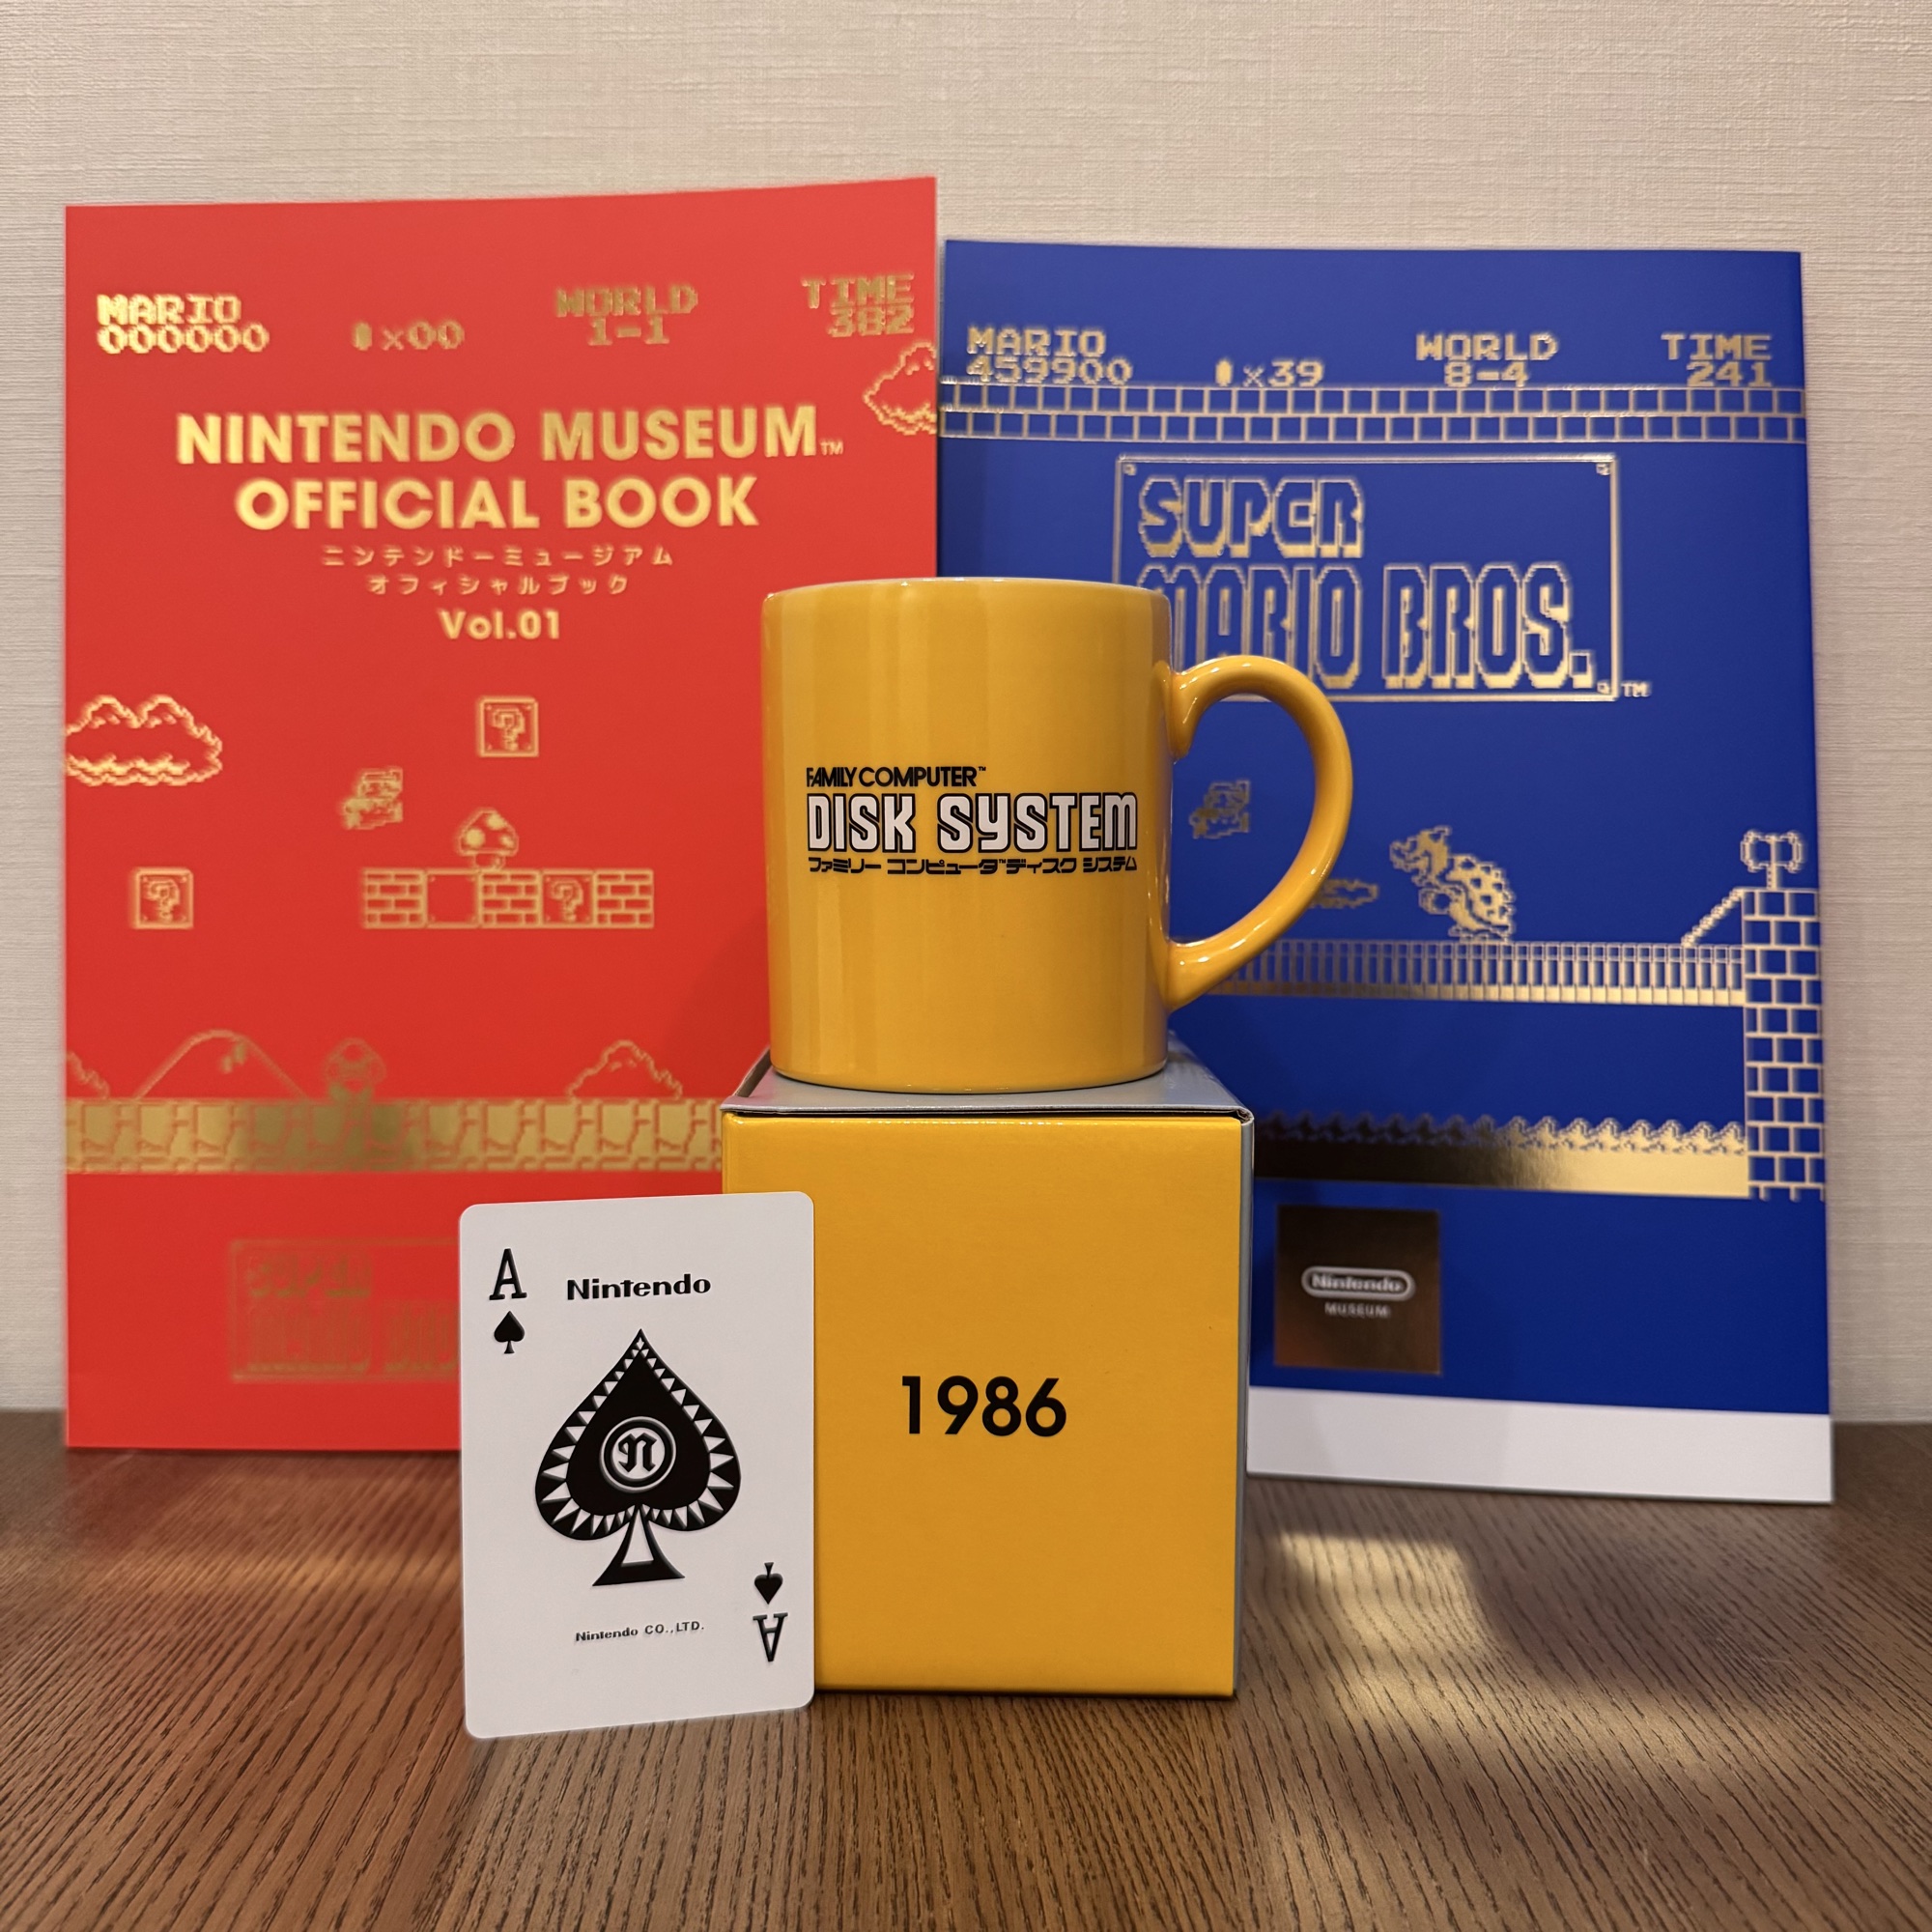 MARIO
000000
×00
WORLD
1-1
TIME
382
NINTENDO MUSEUM™
OFFICIAL BOOK
ニンテンドーミュージアム
オフィシャルブック
Vol.01
?
?
?
MARIO
459900
×39
WORLD
8-4
TIME
241
SUPER
MARIO BROS.™
FAMILY COMPUTER™
DISK SYSTEM
ファミリー コンピュータ™ディスク システム
Nintendo
MUSEUM
1986
A
Nintendo
n
Nintendo CO.,LTD.
A
SUPER